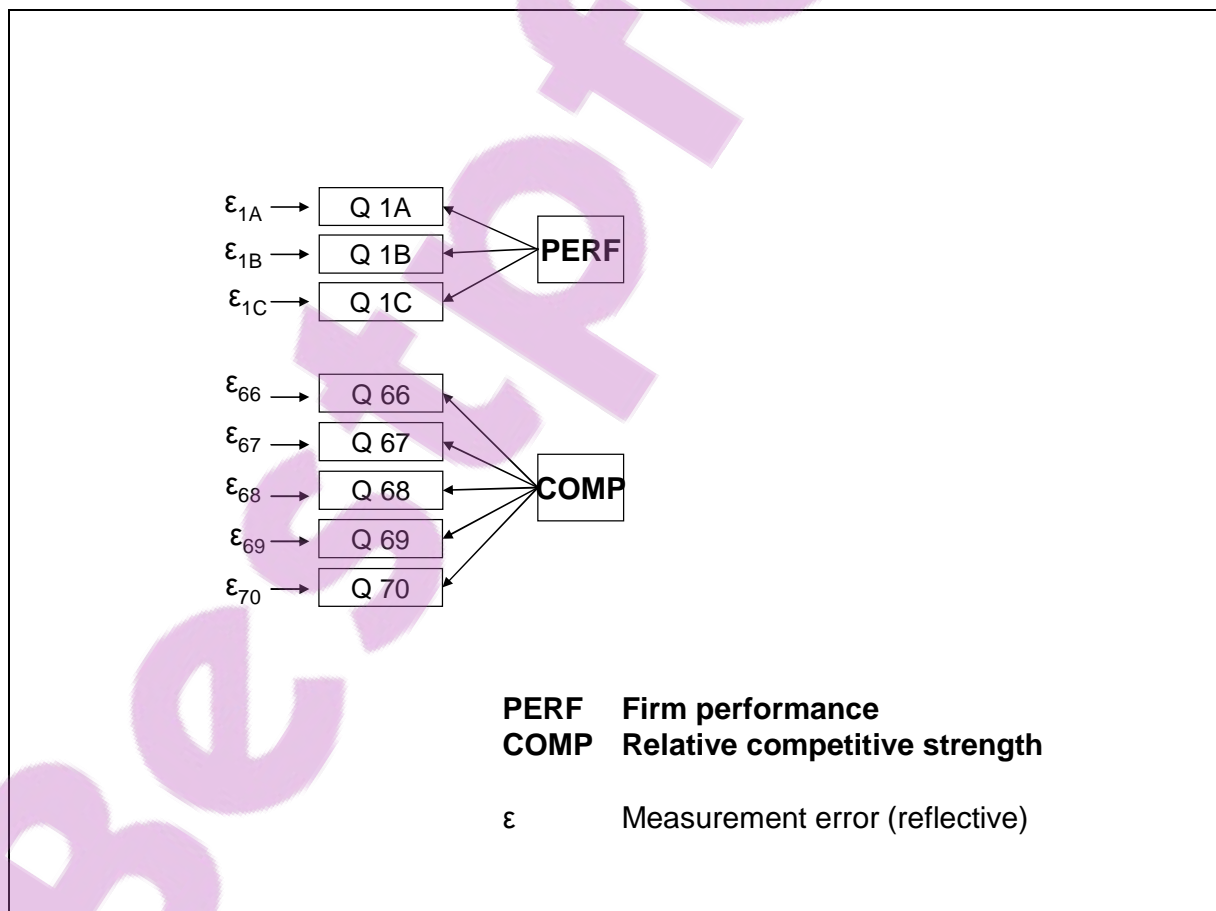 ε1A
Q 1A
ε1B
Q 1B
PERF
ε1C
Q 1C
ε66
Q 66
ε67
Q 67
ε68
Q 68
COMP
ε69
Q 69
ε70
Q 70
PERF Firm performance
COMP Relative competitive strength
ε Measurement error (reflective)
Bestpf